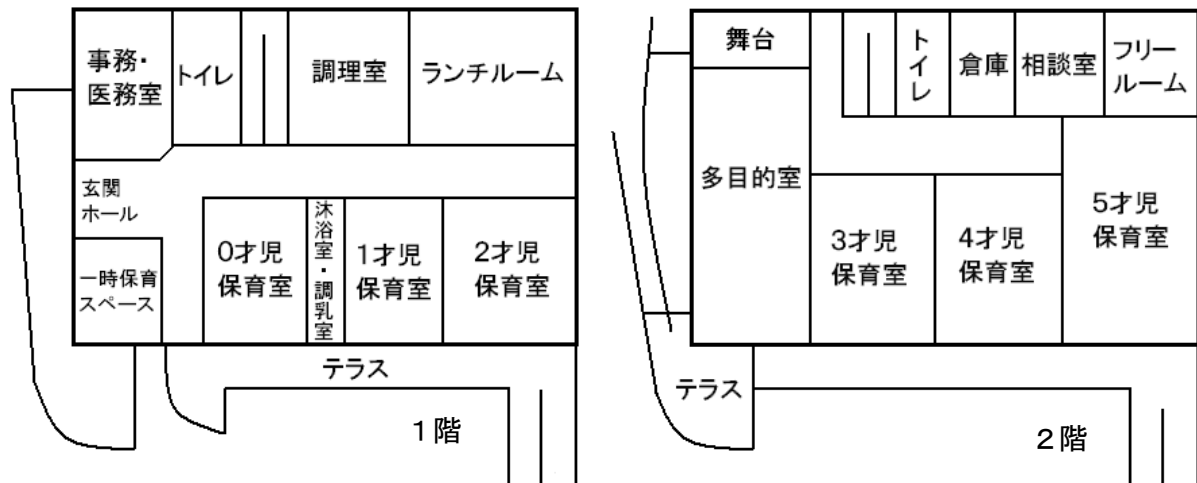 事務・
医務室
トイレ
調理室
ランチルーム
玄関
ホール
一時保育
スペース
0才児
保育室
沐浴室・調乳室
1才児
保育室
2才児
保育室
テラス
1階
舞台
多目的室
トイレ
倉庫
相談室
フリー
ルーム
3才児
保育室
4才児
保育室
5才児
保育室
テラス
2階